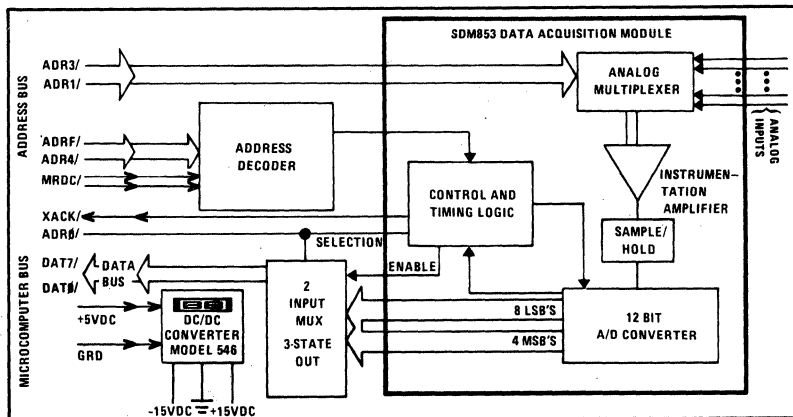 SDM853 DATA ACQUISITION MODULE
ADDRESS BUS
ADR3/
ADR1/
ANALOG
MULTIPLEXER
ANALOG
INPUTS
ADRF/
ADR4/
MRDC/
ADDRESS
DECODER
CONTROL AND
TIMING LOGIC
INSTRUMEN-
TATION
AMPLIFIER
XACK/
ADRØ/
SELECTION
SAMPLE/
HOLD
MICROCOMPUTER BUS
DAT7/
DATØ/
DATA
BUS
ENABLE
2
INPUT
MUX
3-STATE
OUT
8 LSB'S
4 MSB'S
12 BIT
A/D CONVERTER
+5VDC
GRD
BB
DC/DC
CONVERTER
MODEL 546
-15VDC
+15VDC